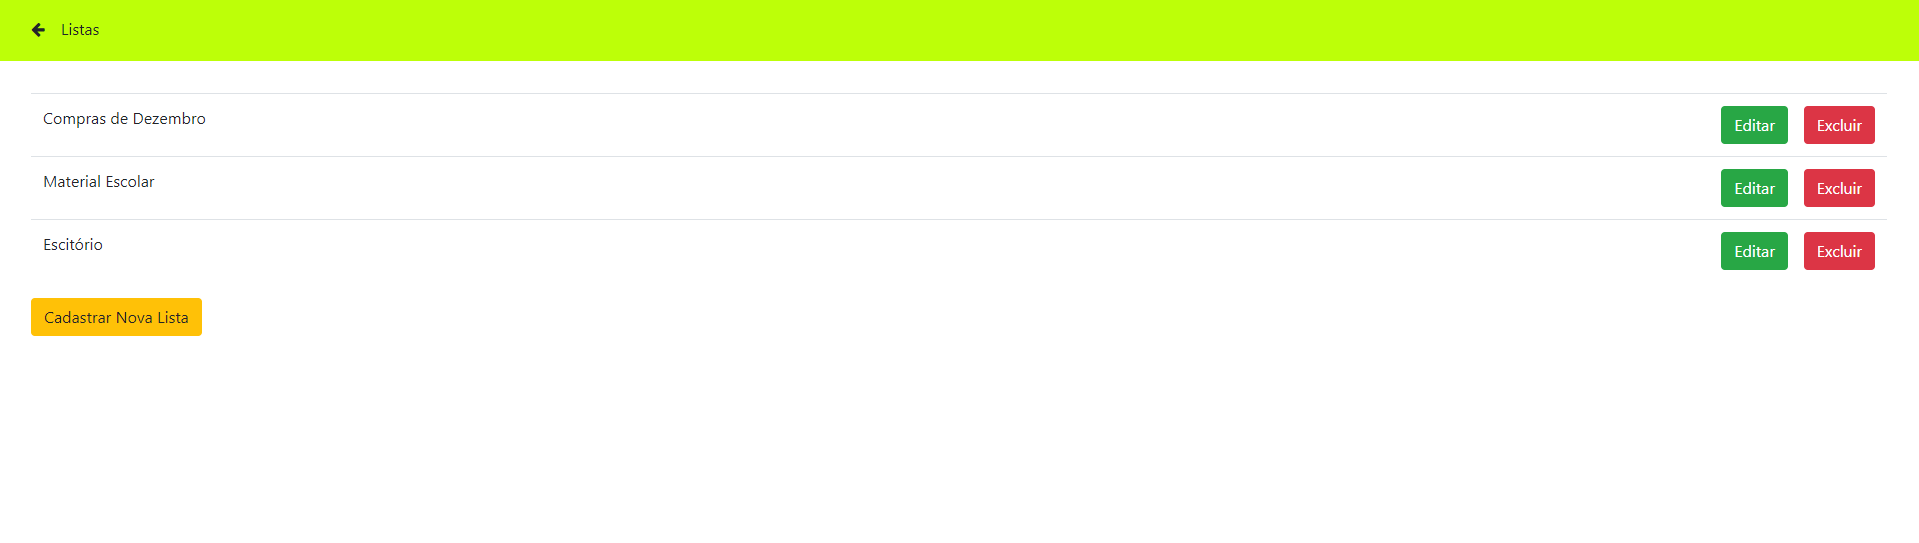 Listas
Compras de Dezembro Editar Excluir
Material Escolar Editar Excluir
Escitório Editar Excluir
Cadastrar Nova Lista